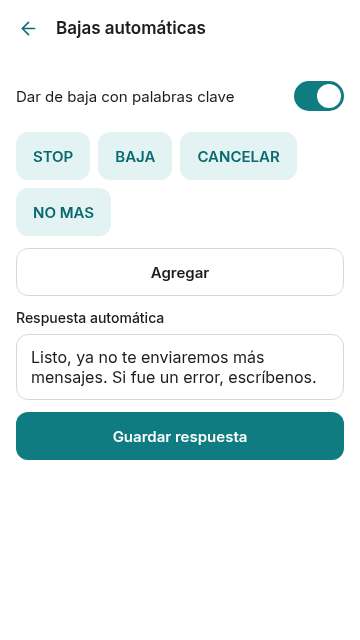 Bajas automáticas
Dar de baja con palabras clave
STOP BAJA CANCELAR
NO MAS
Agregar
Respuesta automática
Listo, ya no te enviaremos más
mensajes. Si fue un error, escríbenos.
Guardar respuesta